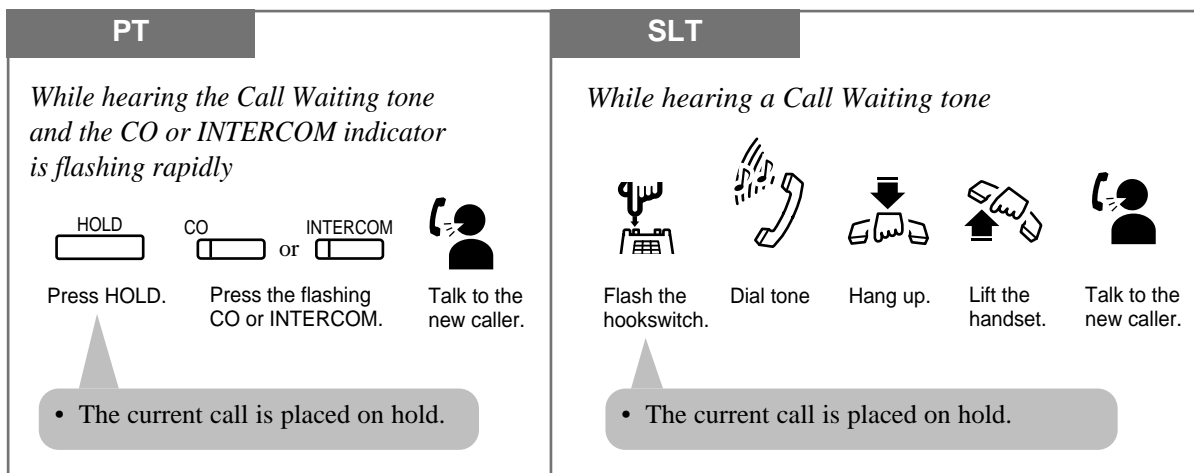 PT
While hearing the Call Waiting tone
and the CO or INTERCOM indicator
is flashing rapidly
HOLD
CO
or
INTERCOM
Press HOLD.
Press the flashing
CO or INTERCOM.
Talk to the
new caller.
• The current call is placed on hold.
SLT
While hearing a Call Waiting tone
Flash the
hookswitch.
Dial tone
Hang up.
Lift the
handset.
Talk to the
new caller.
• The current call is placed on hold.